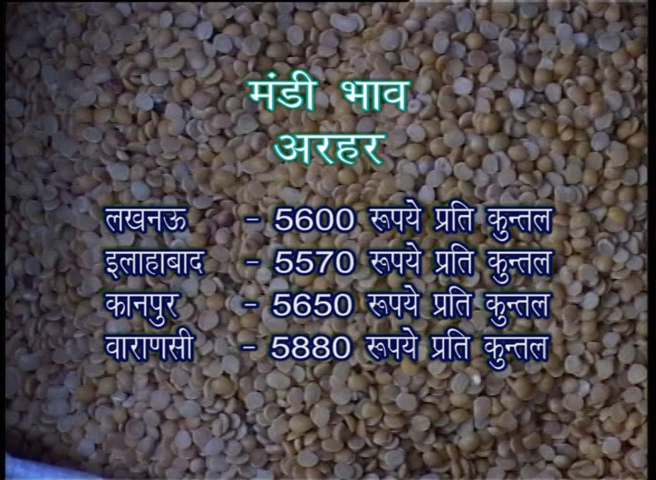 मंडी भाव
अरहर
लखनऊ - 5600 रूपये प्रति कुन्तल
इलाहाबाद - 5570 रूपये प्रति कुन्तल
कानपुर - 5650 रूपये प्रति कुन्तल
वाराणसी - 5880 रूपये प्रति कुन्तल